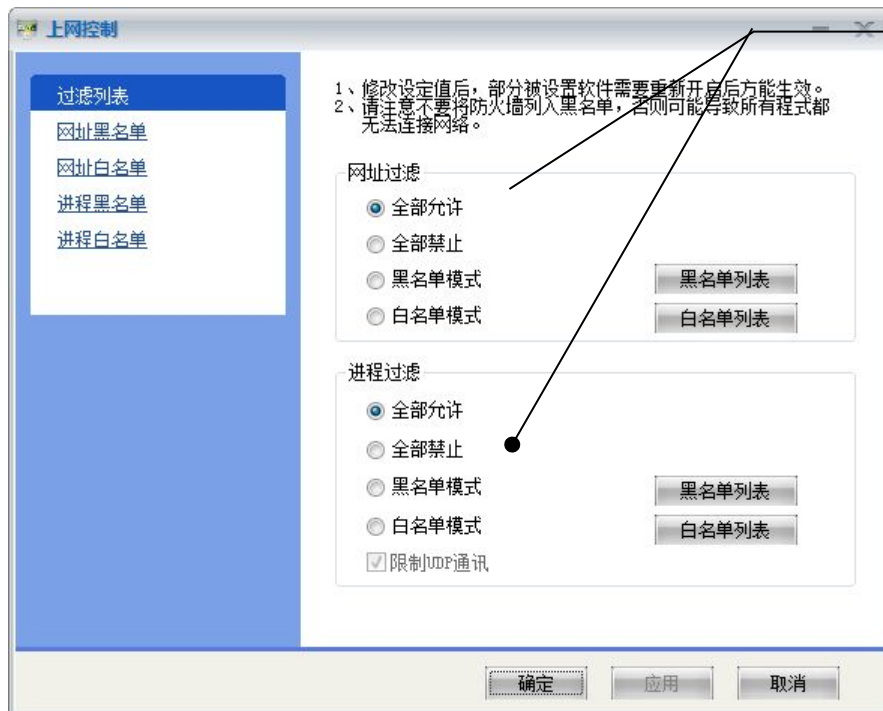 上网控制
过滤列表
网址黑名单
网址白名单
进程黑名单
进程白名单
1、修改设定值后，部分被设置软件需要重新开启后方能生效。
2、请注意不要将防火墙列入黑名单，否则可能导致所有程式都
无法连接网络。
网址过滤
全部允许
全部禁止
黑名单模式
黑名单列表
白名单模式
白名单列表
进程过滤
全部允许
全部禁止
黑名单模式
黑名单列表
白名单模式
白名单列表
限制UDP通讯
确定
应用
取消